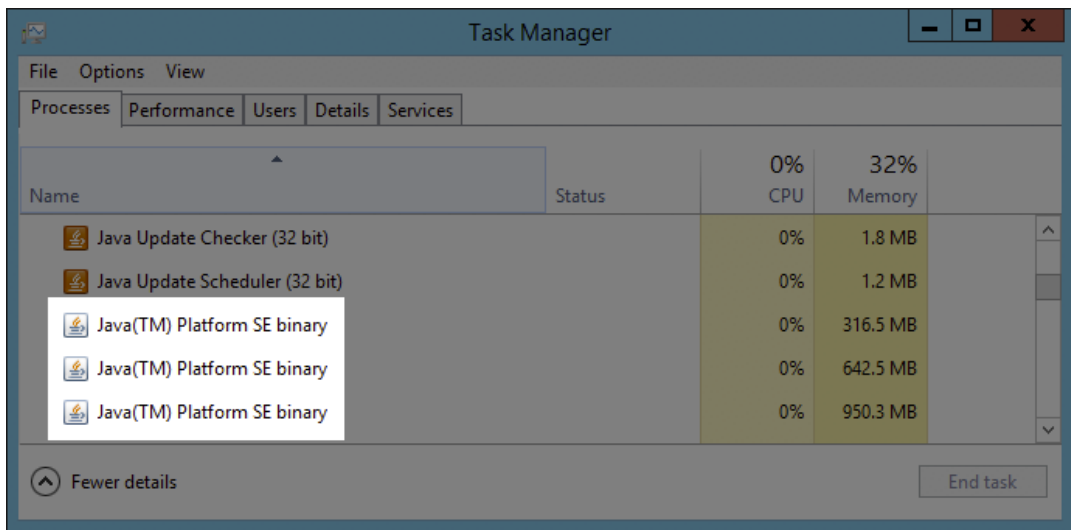 Task Manager
File Options View
Processes Performance Users Details Services
0% 32%
Name Status CPU Memory
Java Update Checker (32 bit) 0% 1.8 MB
Java Update Scheduler (32 bit) 0% 1.2 MB
Java(TM) Platform SE binary 0% 316.5 MB
Java(TM) Platform SE binary 0% 642.5 MB
Java(TM) Platform SE binary 0% 950.3 MB
Fewer details End task